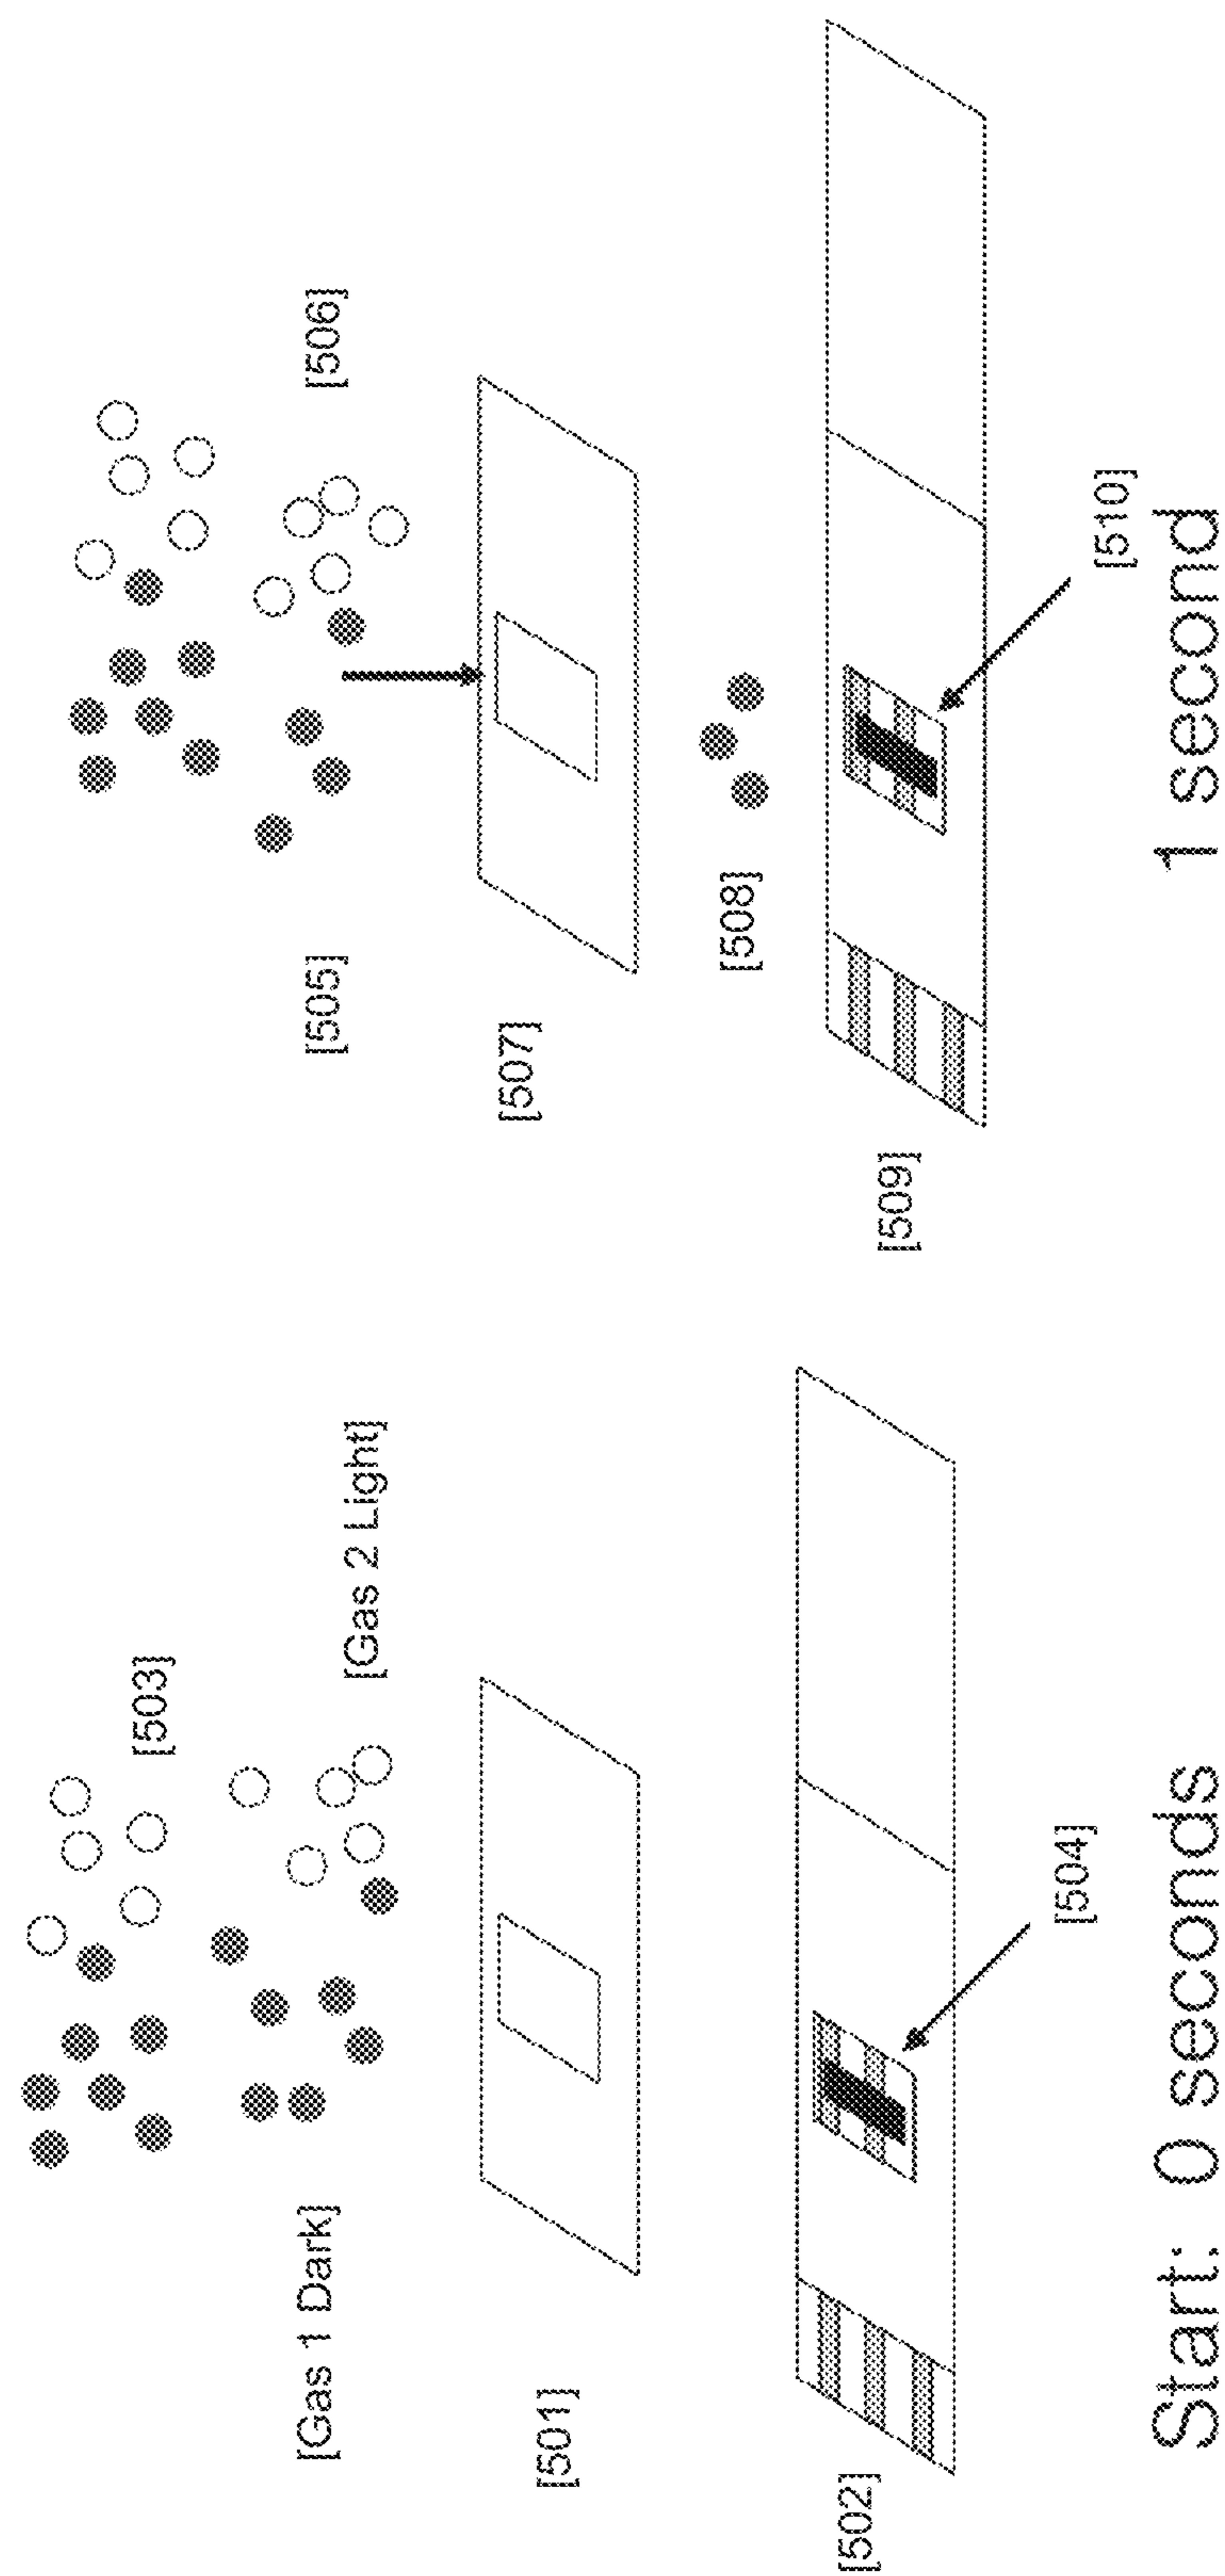 [503]
[Gas 1 Dark]
[Gas 2 Light]
[501]
[502]
[504]
Start: 0 seconds
[505]
[506]
[507]
[508]
[509]
[510]
1 second